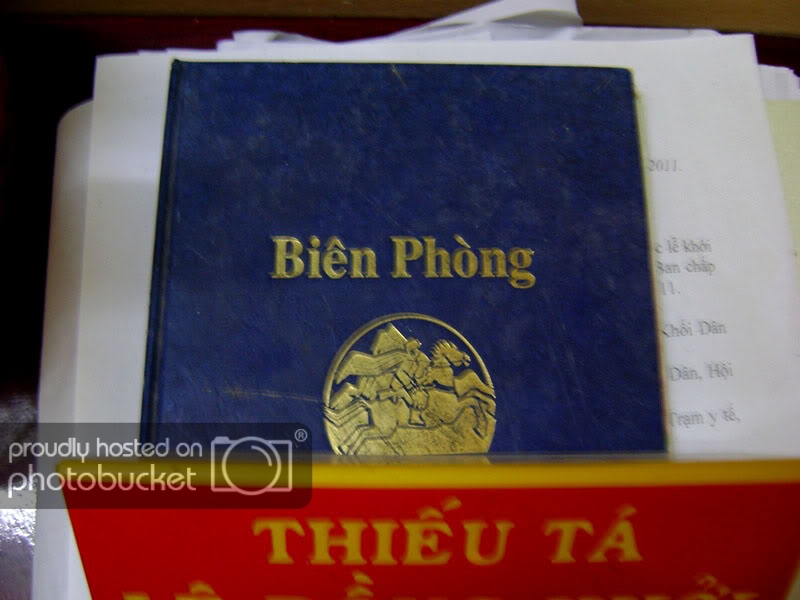 2011.
Biên Phòng
c lễ khởi
Ban chấp
11.
Khối Dân
Dân, Hội
Trạm y tế,
proudly hosted on
photobucket®
THIẾU TÁ
LÊ